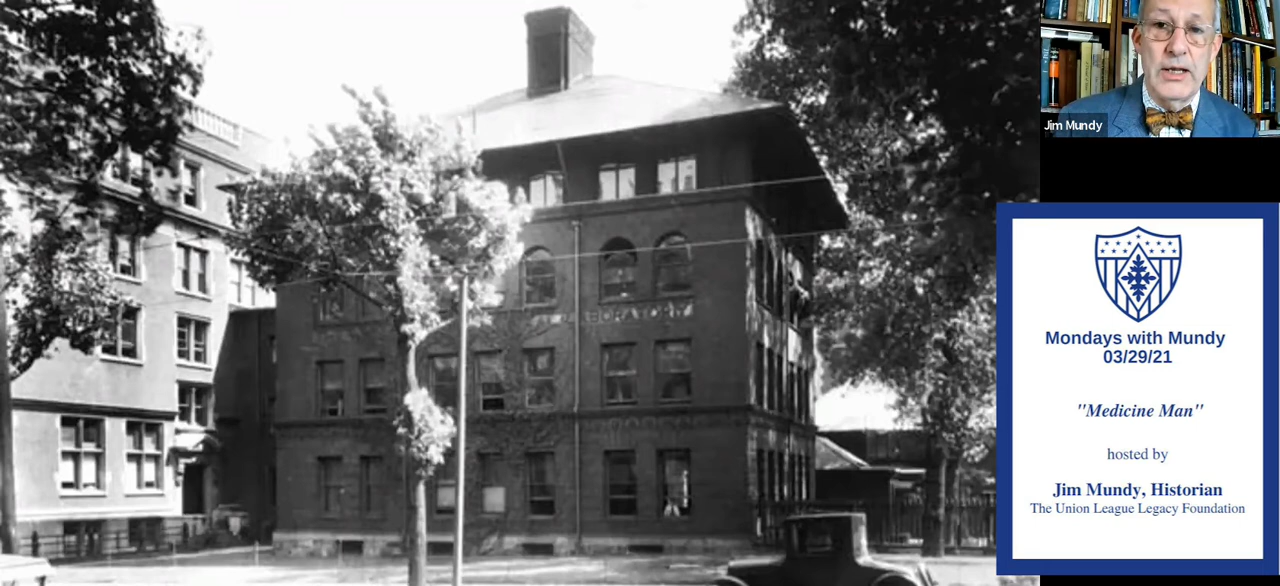 LABORATORY
Jim Mundy
Mondays with Mundy
03/29/21
"Medicine Man"
hosted by
Jim Mundy, Historian
The Union League Legacy Foundation